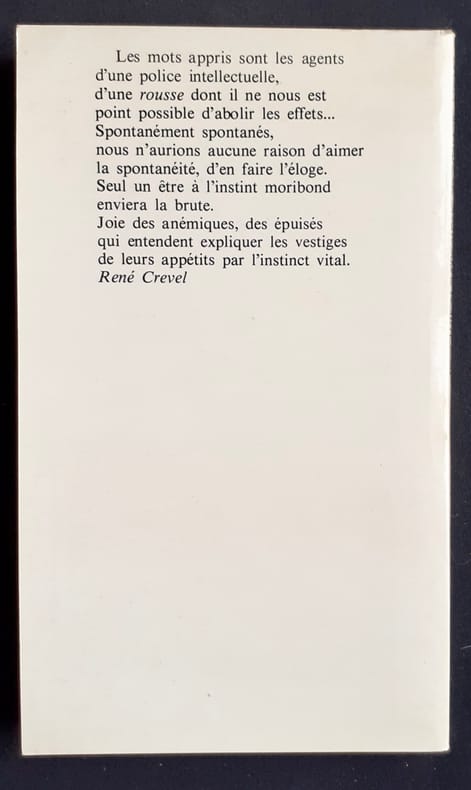 Les mots appris sont les agents
d'une police intellectuelle,
d'une rousse dont il ne nous est
point possible d'abolir les effets...
Spontanément spontanés,
nous n'aurions aucune raison d'aimer
la spontanéité, d'en faire l'éloge.
Seul un être à l'instint moribond
enviera la brute.
Joie des anémiques, des épuisés
qui entendent expliquer les vestiges
de leurs appétits par l'instinct vital.
René Crevel